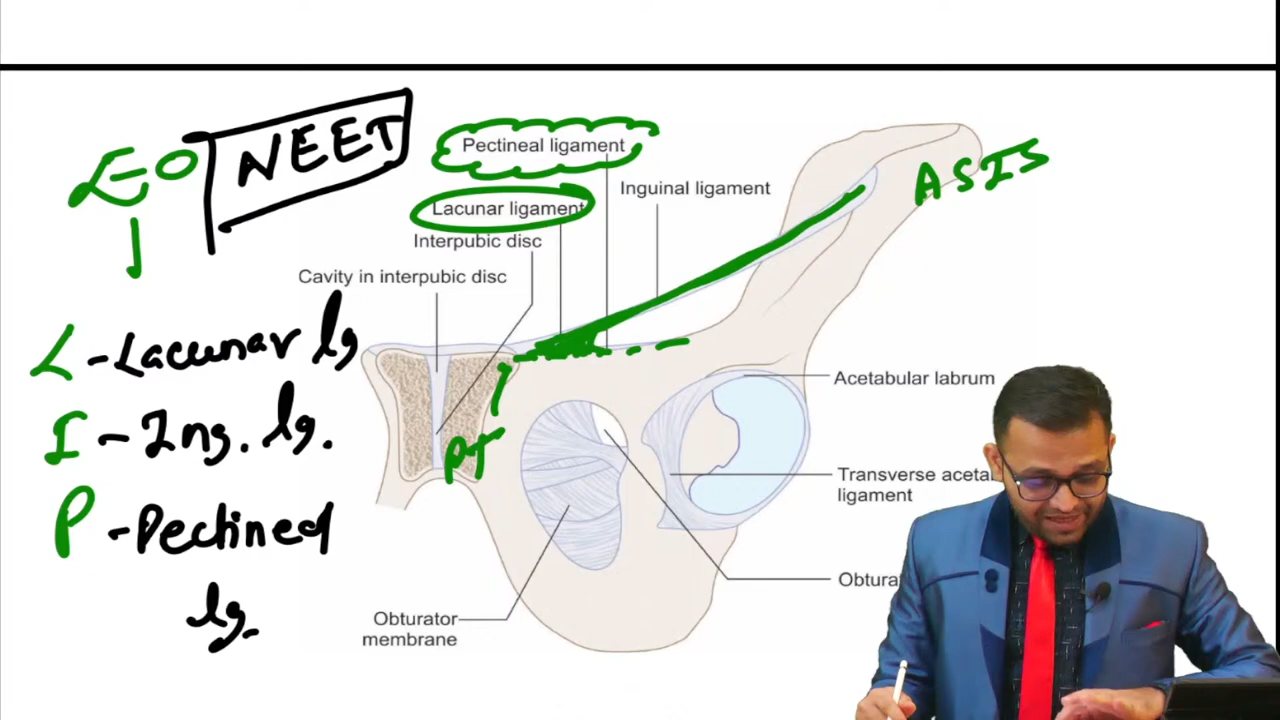 EO
NEET
Pectineal ligament
Inguinal ligament
ASIS
Lacunar ligament
Interpubic disc
Cavity in interpubic disc
L - Lacunar lg
I - Ing. lg.
P - Pectineal
lg.
PT
Acetabular labrum
Transverse aceta
ligament
Obtura
Obturator
membrane